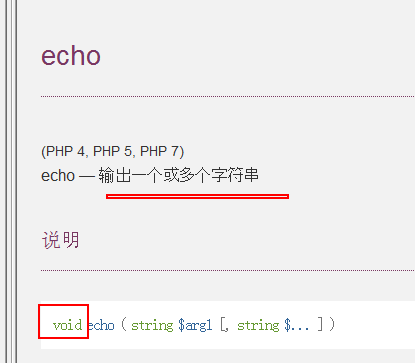 echo
(PHP 4, PHP 5, PHP 7)
echo — 输出一个或多个字符串
说明
void echo ( string $arg1 [, string $... ] )